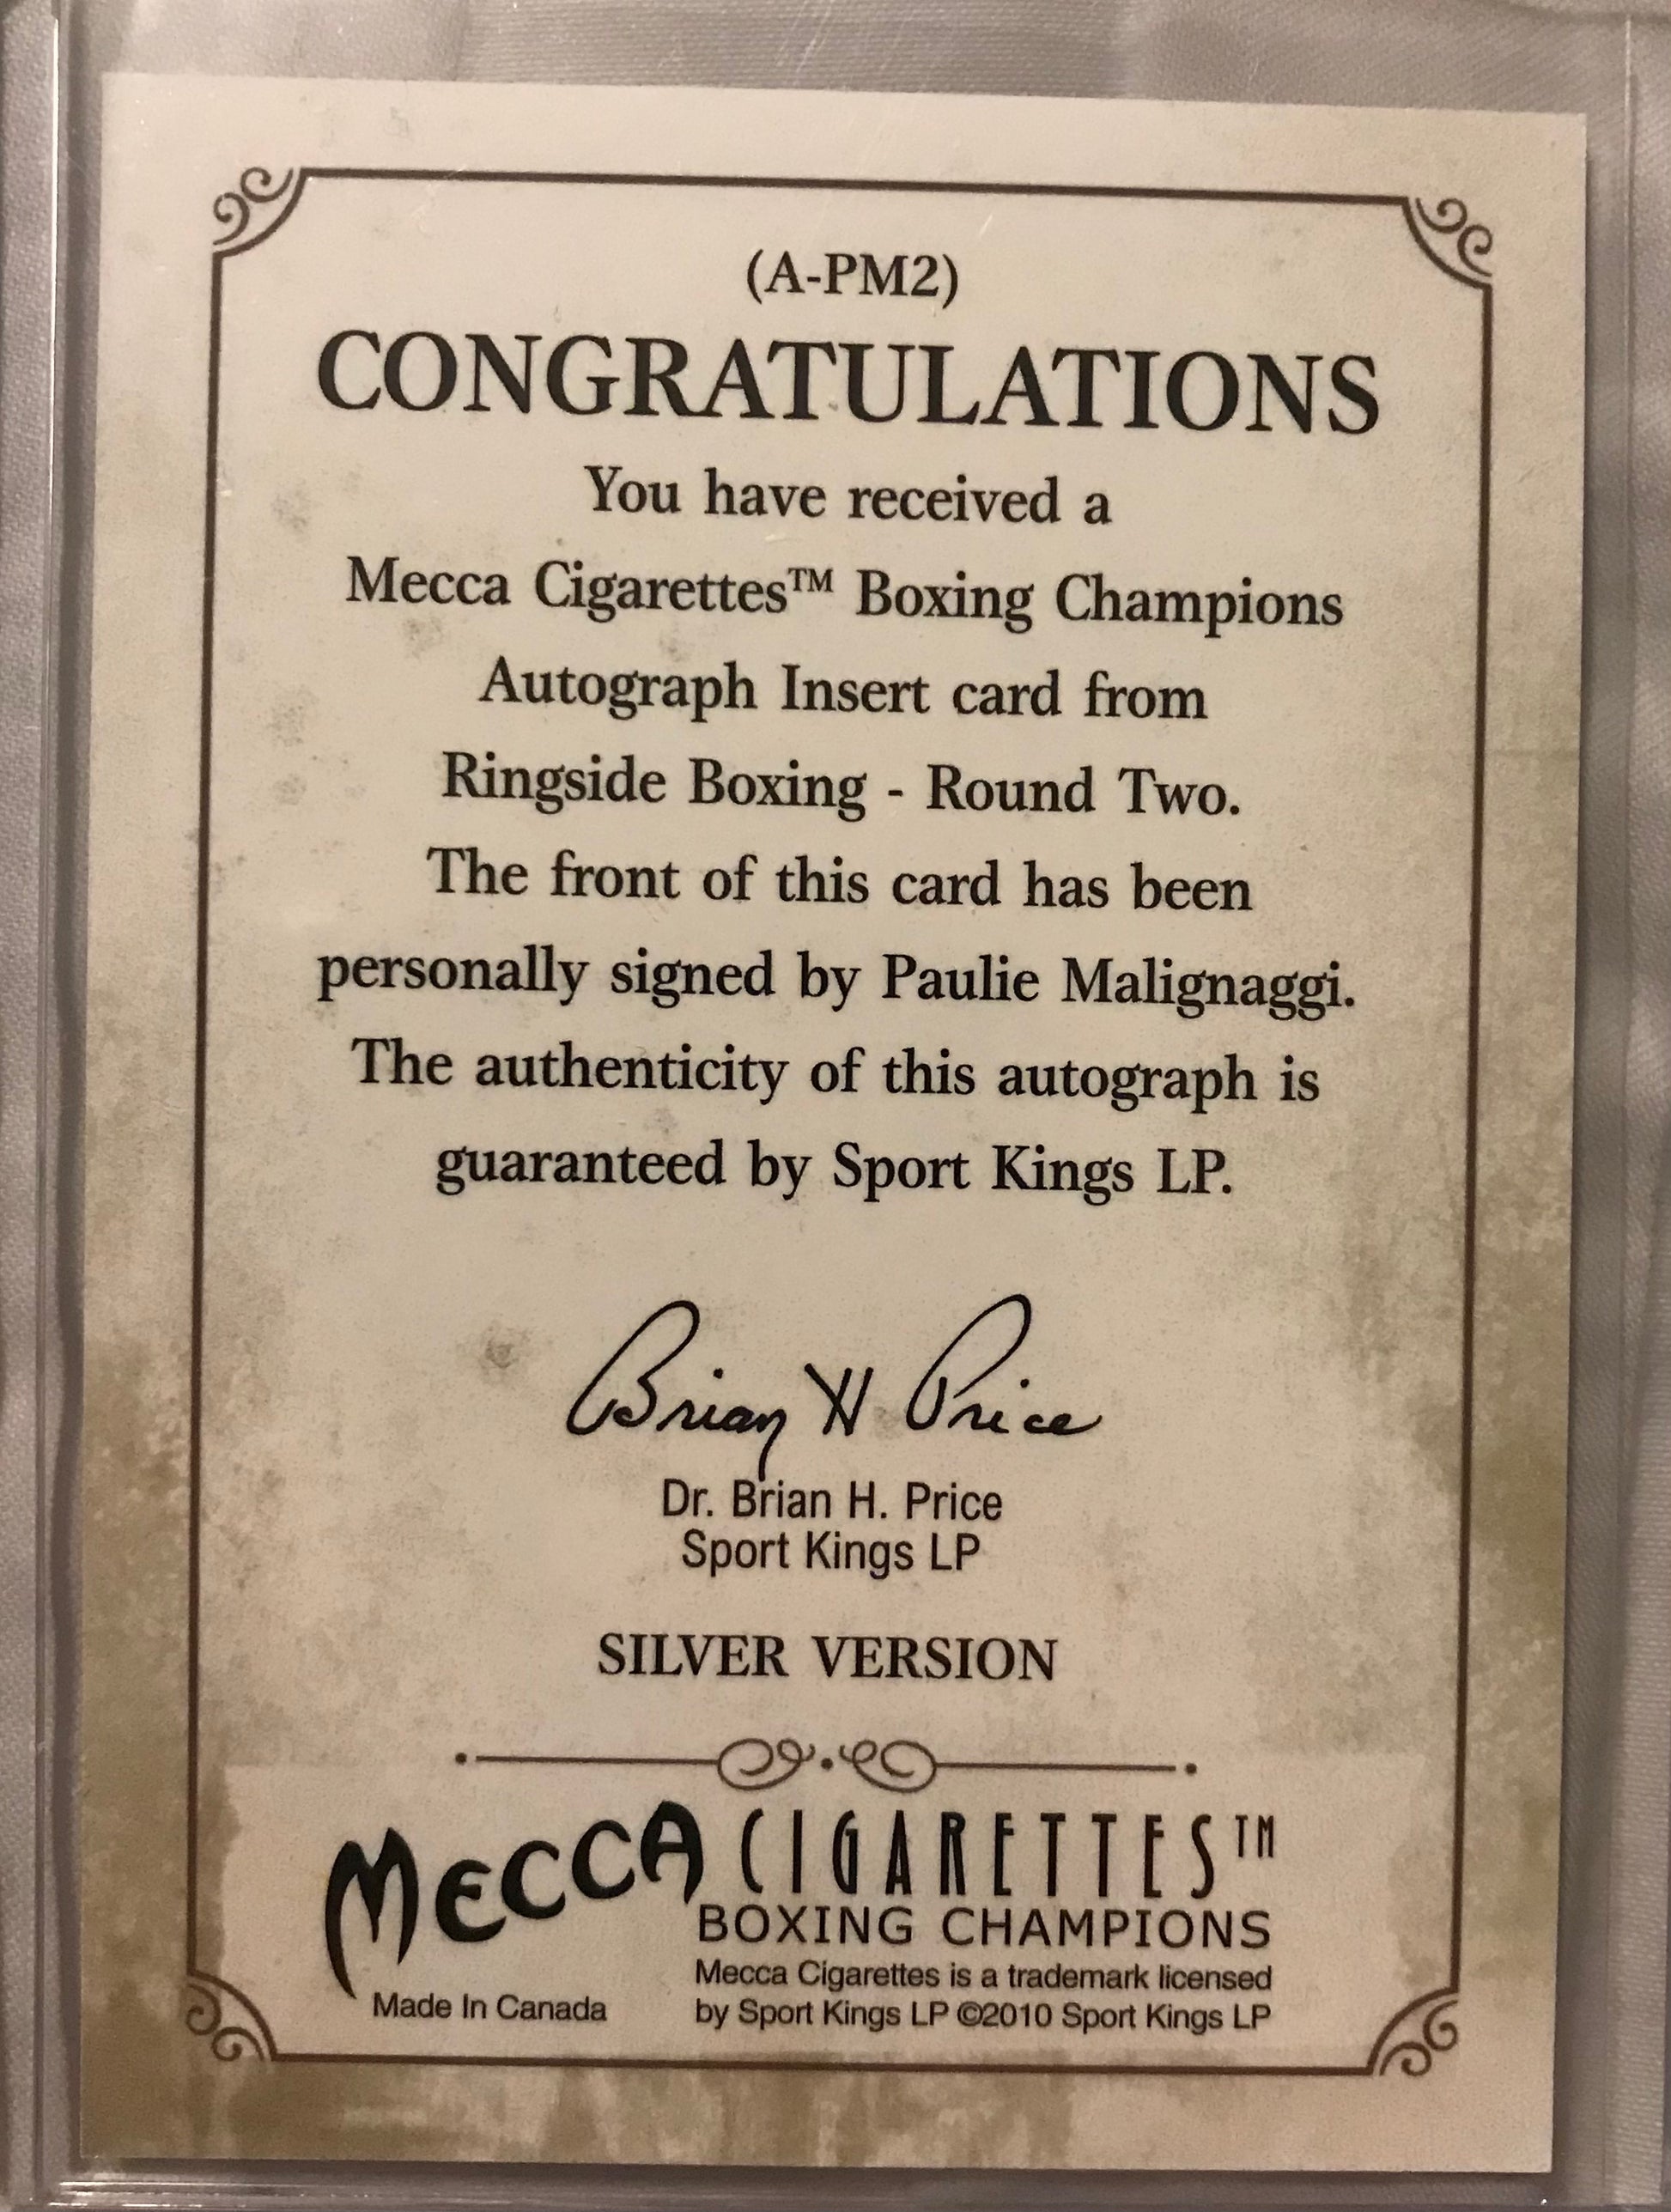 (A-PM2)
CONGRATULATIONS
You have received a
Mecca Cigarettes™ Boxing Champions
Autograph Insert card from
Ringside Boxing - Round Two.
The front of this card has been
personally signed by Paulie Malignaggi.
The authenticity of this autograph is
guaranteed by Sport Kings LP.
Brian H Price
Dr. Brian H. Price
Sport Kings LP
SILVER VERSION
MECCA CIGARETTES™
BOXING CHAMPIONS
Mecca Cigarettes is a trademark licensed
by Sport Kings LP ©2010 Sport Kings LP
Made In Canada